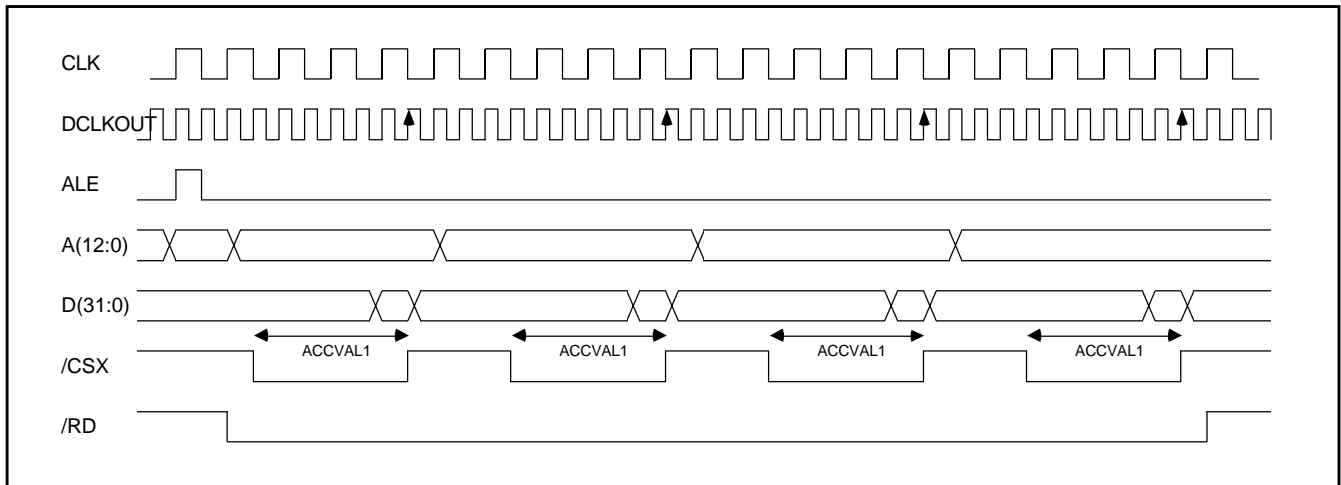 CLK
DCLKOUT
ALE
A(12:0)
D(31:0)
ACCVAL1 ACCVAL1 ACCVAL1 ACCVAL1
/CSX
/RD